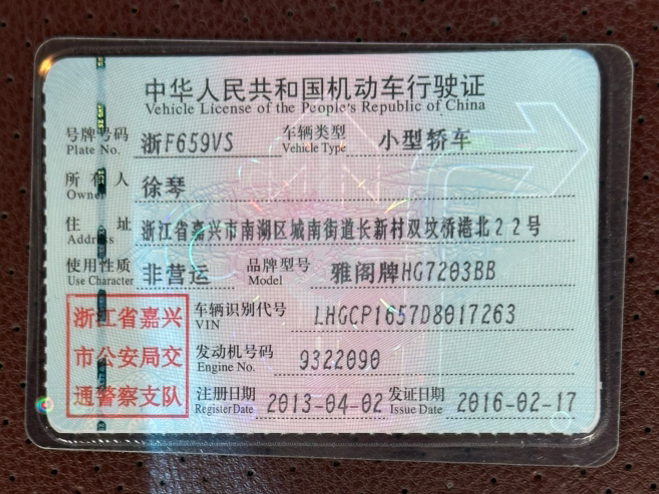 中华人民共和国机动车行驶证
Vehicle License of the People's Republic of China
号牌号码 浙F659VS 车辆类型 小型轿车
Plate No. Vehicle Type
所有人 徐琴
Owner
住址 浙江省嘉兴市南湖区城南街道长新村双坟桥港北22号
Address
使用性质 非营运 品牌型号 雅阁牌HG7203BB
Use Character Model
浙江省嘉兴 车辆识别代号 LHGCP1657D8017263
VIN
市公安局交 发动机号码 9322090
Engine No.
通警察支队 注册日期 2013-04-02 发证日期 2016-02-17
Register Date Issue Date